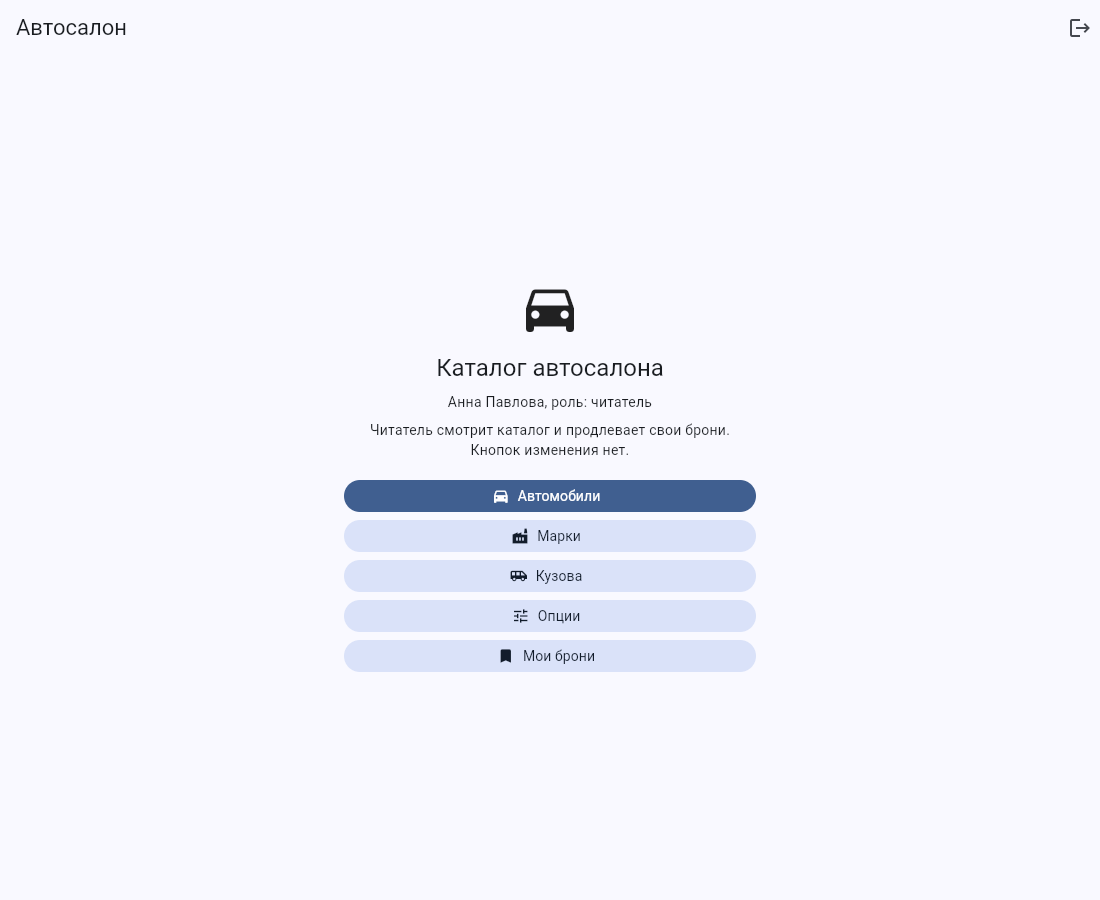 Автосалон
Каталог автосалона
Анна Павлова, роль: читатель
Читатель смотрит каталог и продлевает свои брони.
Кнопок изменения нет.
Автомобили
Марки
Кузова
Опции
Мои брони